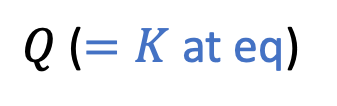 Q (= K at eq)